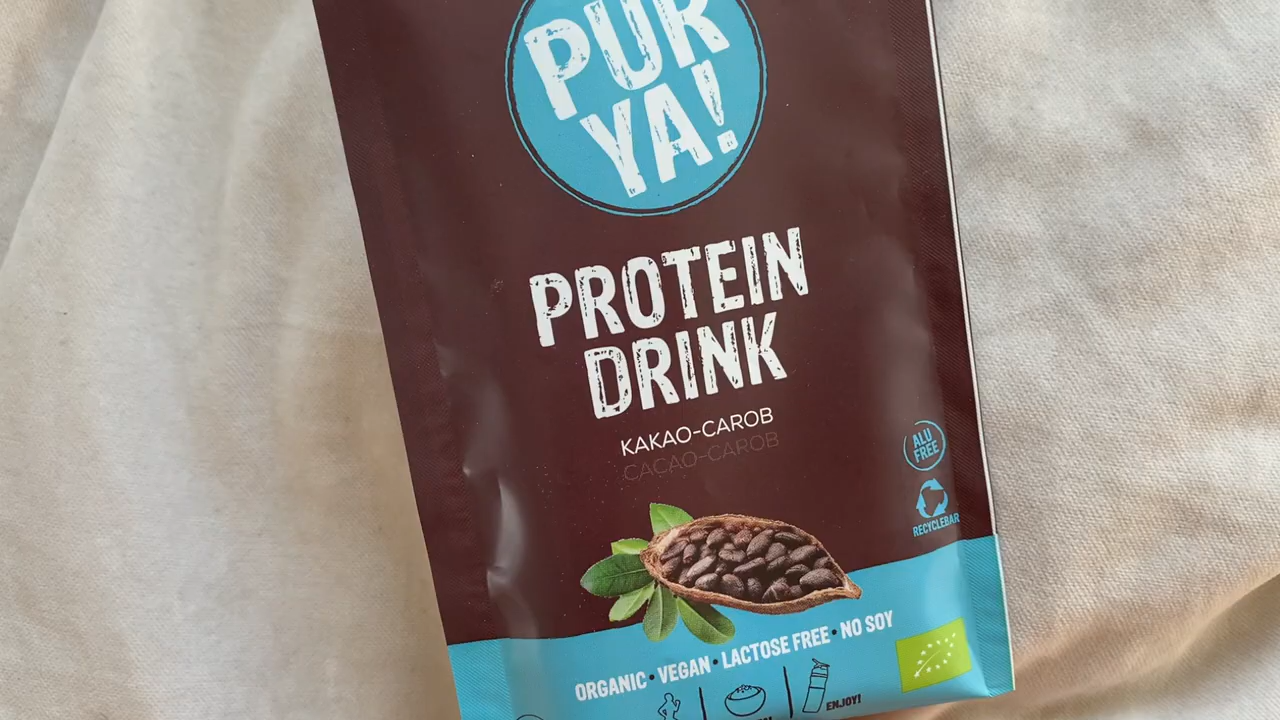 PUR
YA!
PROTEIN
DRINK
KAKAO-CAROB
CACAO-CAROB
ALU
FREE
RECYCLEBAR
ORGANIC • VEGAN • LACTOSE FREE • NO SOY
ENJOY!